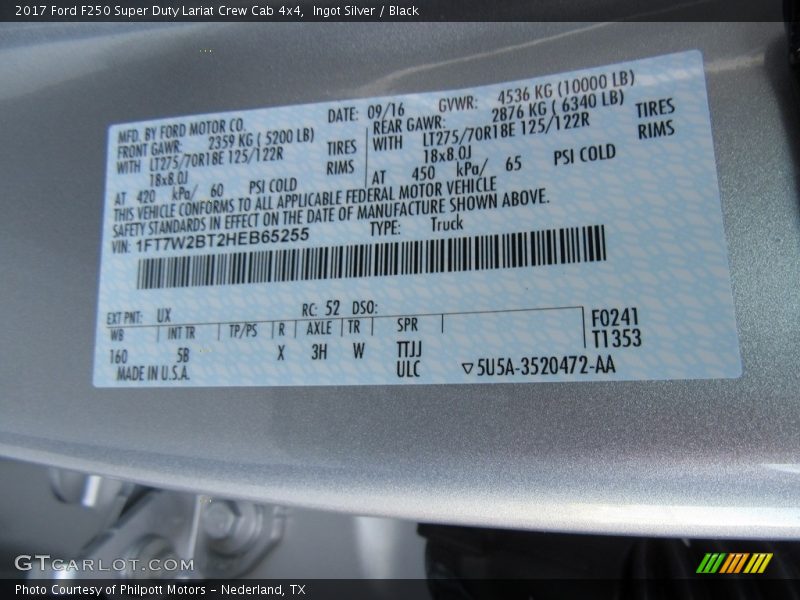 2017 Ford F250 Super Duty Lariat Crew Cab 4x4, Ingot Silver / Black
MFD. BY FORD MOTOR CO.
DATE: 09/16 GVWR: 4536 KG (10000 LB)
FRONT GAWR: 2359 KG ( 5200 LB)
REAR GAWR: 2876 KG ( 6340 LB)
WITH LT275/70R18E 125/122R TIRES
WITH LT275/70R18E 125/122R TIRES
18x8.0J RIMS
18x8.0J RIMS
AT 420 kPa/ 60 PSI COLD
AT 450 kPa/ 65 PSI COLD
THIS VEHICLE CONFORMS TO ALL APPLICABLE FEDERAL MOTOR VEHICLE
SAFETY STANDARDS IN EFFECT ON THE DATE OF MANUFACTURE SHOWN ABOVE.
VIN: 1FT7W2BT2HEB65255 TYPE: Truck
EXT PNT: UX RC: 52 DSO:
WB INT TR TP/PS R AXLE TR SPR F0241
T1353
160 5B X 3H W TTJJ
MADE IN U.S.A. ULC ▽5U5A-3520472-AA
GTCARLOT.COM
Photo Courtesy of Philpott Motors – Nederland, TX